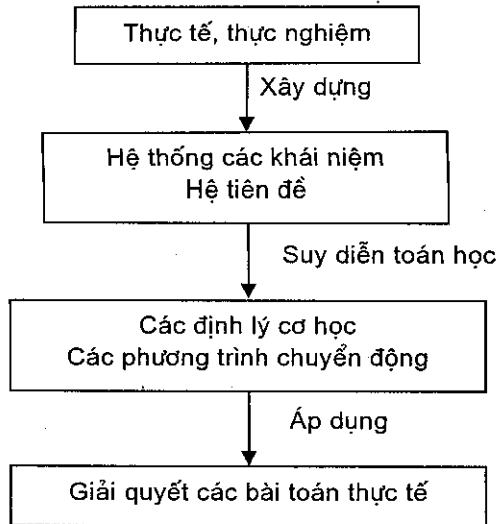 Thực tế, thực nghiệm
Xây dựng
Hệ thống các khái niệm
Hệ tiên đề
Suy diễn toán học
Các định lý cơ học
Các phương trình chuyển động
Áp dụng
Giải quyết các bài toán thực tế